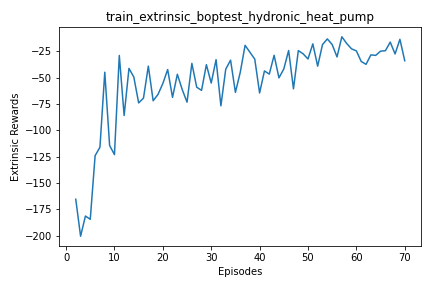 train_extrinsic_boptest_hydronic_heat_pump
Extrinsic Rewards
−25
−50
−75
−100
−125
−150
−175
−200
0 10 20 30 40 50 60 70
Episodes